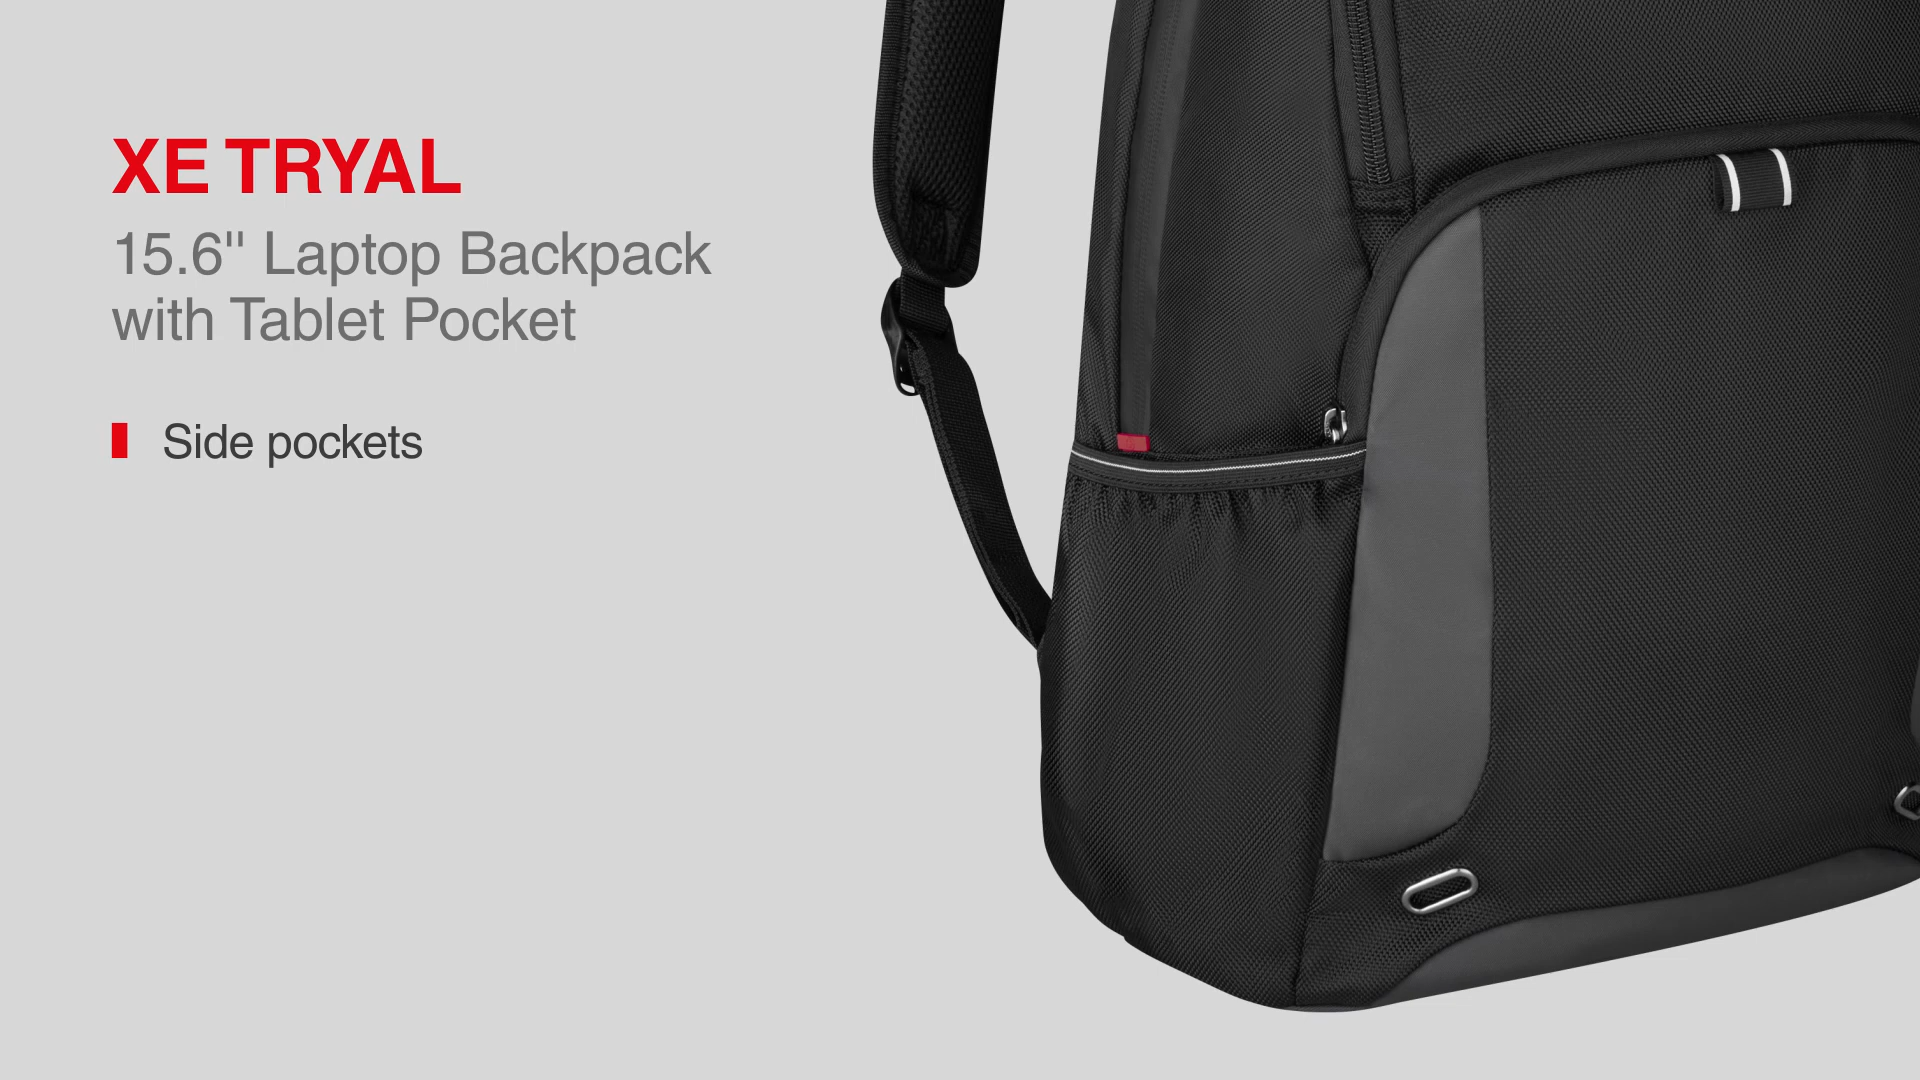 XE TRYAL
15.6" Laptop Backpack
with Tablet Pocket
Side pockets